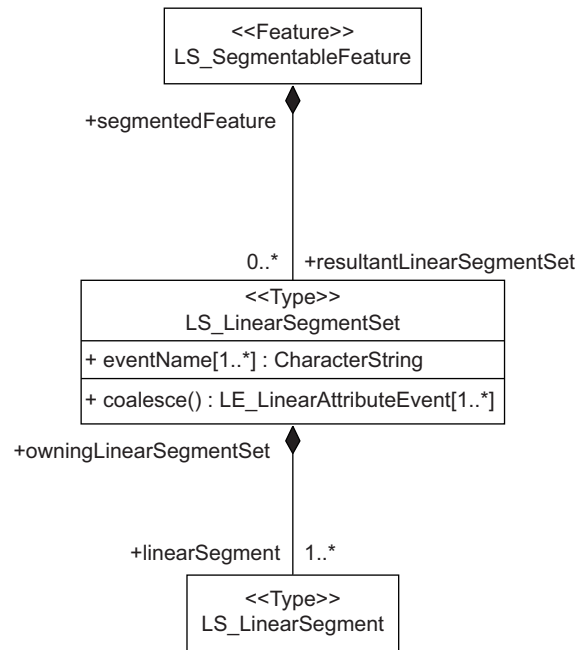 <<Feature>>
LS_SegmentableFeature
+segmentedFeature
0..* +resultantLinearSegmentSet
<<Type>>
LS_LinearSegmentSet
+ eventName[1..*] : CharacterString
+ coalesce() : LE_LinearAttributeEvent[1..*]
+owningLinearSegmentSet
+linearSegment 1..*
<<Type>>
LS_LinearSegment